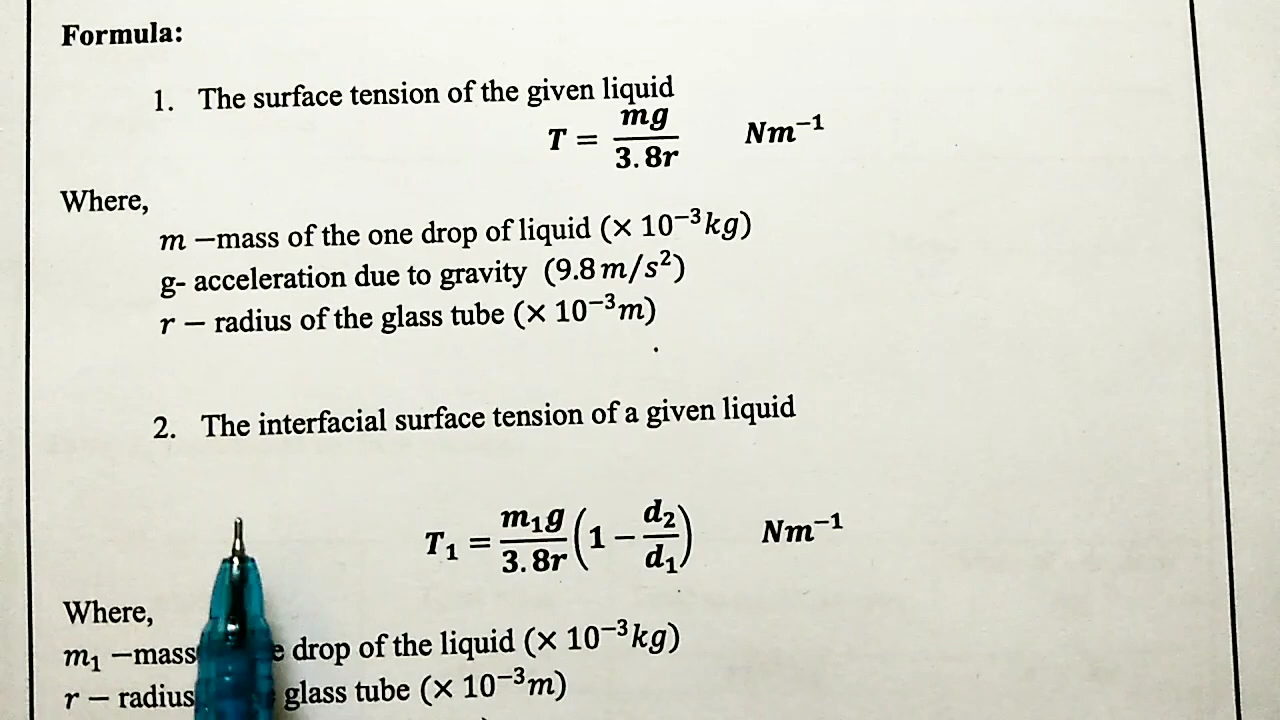 Formula:
1. The surface tension of the given liquid
T = mg/3.8r Nm⁻¹
Where,
m –mass of the one drop of liquid (× 10⁻³kg)
g- acceleration due to gravity (9.8 m/s²)
r – radius of the glass tube (× 10⁻³m)
2. The interfacial surface tension of a given liquid
T₁ = m₁g/3.8r (1 − d₂/d₁) Nm⁻¹
Where,
m₁ –mass drop of the liquid (× 10⁻³kg)
r – radius glass tube (× 10⁻³m)